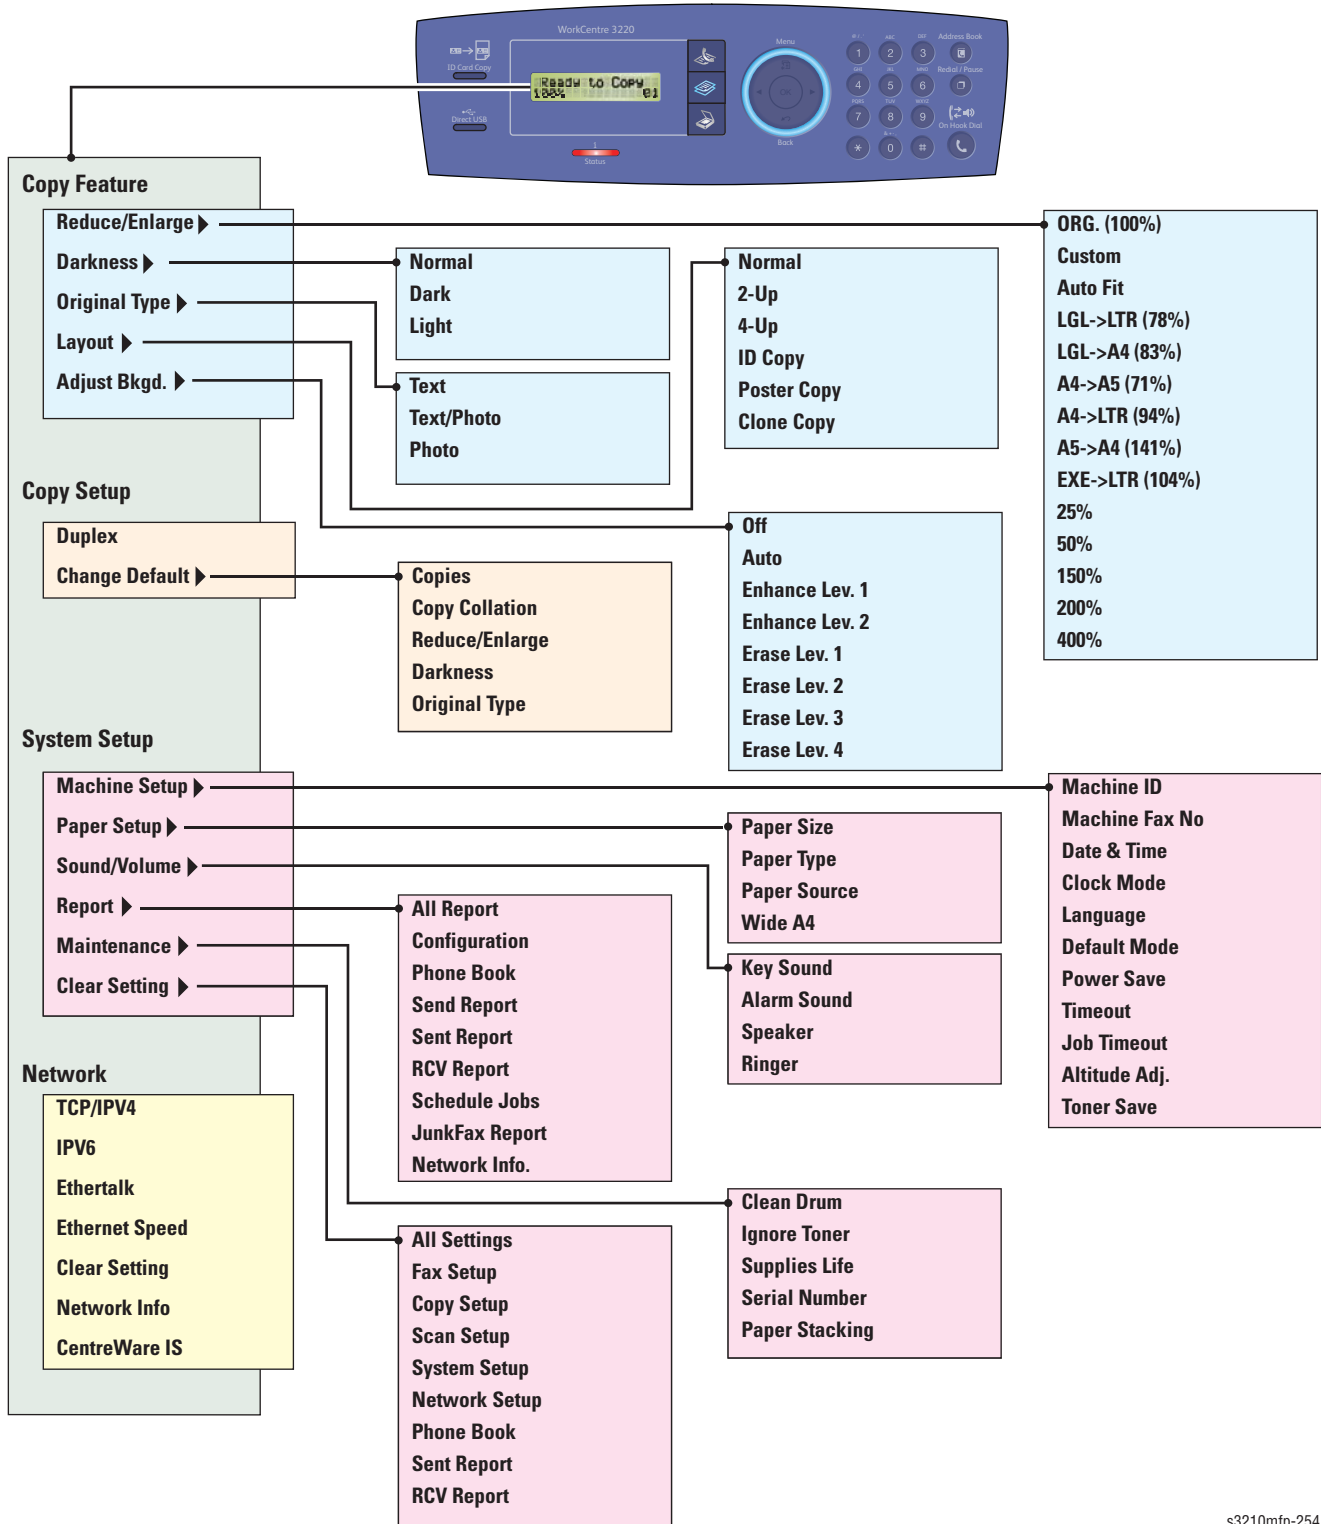 WorkCentre 3220
ID Card Copy
Direct USB
Ready to Copy
100% 01
Status
Menu
OK
Back
Address Book
Redial / Pause
On Hook Dial
1
ABC
2
DEF
3
GHI
4
JKL
5
MNO
6
PQRS
7
TUV
8
WXYZ
9
*
0
#
Copy Feature
Reduce/Enlarge
Darkness
Original Type
Layout
Adjust Bkgd.
Normal
Dark
Light
Text
Text/Photo
Photo
Normal
2-Up
4-Up
ID Copy
Poster Copy
Clone Copy
ORG. (100%)
Custom
Auto Fit
LGL->LTR (78%)
LGL->A4 (83%)
A4->A5 (71%)
A4->LTR (94%)
A5->A4 (141%)
EXE->LTR (104%)
25%
50%
150%
200%
400%
Off
Auto
Enhance Lev. 1
Enhance Lev. 2
Erase Lev. 1
Erase Lev. 2
Erase Lev. 3
Erase Lev. 4
Copy Setup
Duplex
Change Default
Copies
Copy Collation
Reduce/Enlarge
Darkness
Original Type
System Setup
Machine Setup
Paper Setup
Sound/Volume
Report
Maintenance
Clear Setting
Machine ID
Machine Fax No
Date & Time
Clock Mode
Language
Default Mode
Power Save
Timeout
Job Timeout
Altitude Adj.
Toner Save
Paper Size
Paper Type
Paper Source
Wide A4
Key Sound
Alarm Sound
Speaker
Ringer
All Report
Configuration
Phone Book
Send Report
Sent Report
RCV Report
Schedule Jobs
JunkFax Report
Network Info.
Clean Drum
Ignore Toner
Supplies Life
Serial Number
Paper Stacking
All Settings
Fax Setup
Copy Setup
Scan Setup
System Setup
Network Setup
Phone Book
Sent Report
RCV Report
Network
TCP/IPV4
IPV6
Ethertalk
Ethernet Speed
Clear Setting
Network Info
CentreWare IS
s3210mfp-254